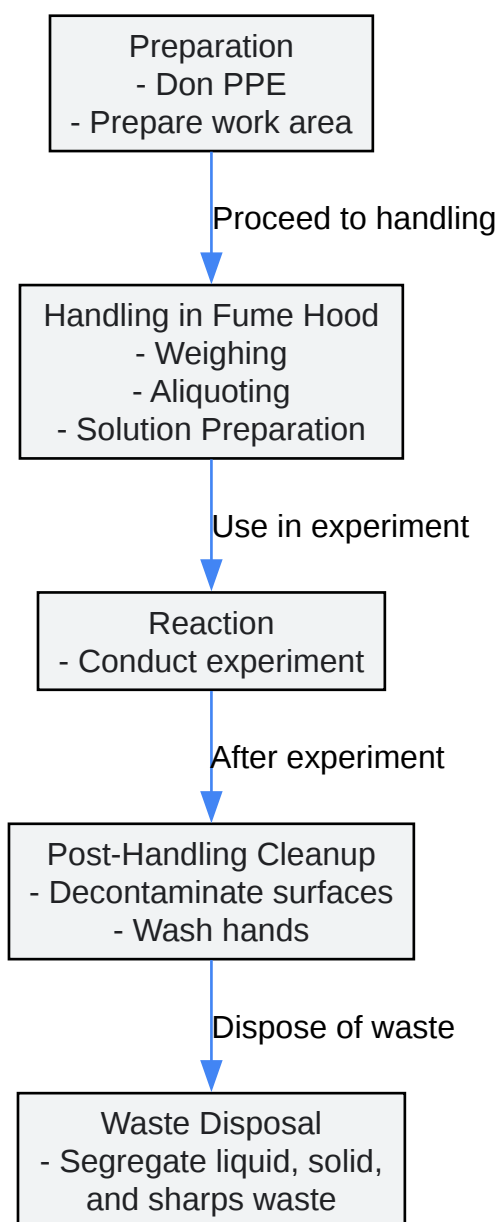 Preparation
- Don PPE
- Prepare work area
Proceed to handling
Handling in Fume Hood
- Weighing
- Aliquoting
- Solution Preparation
Use in experiment
Reaction
- Conduct experiment
After experiment
Post-Handling Cleanup
- Decontaminate surfaces
- Wash hands
Dispose of waste
Waste Disposal
- Segregate liquid, solid,
and sharps waste